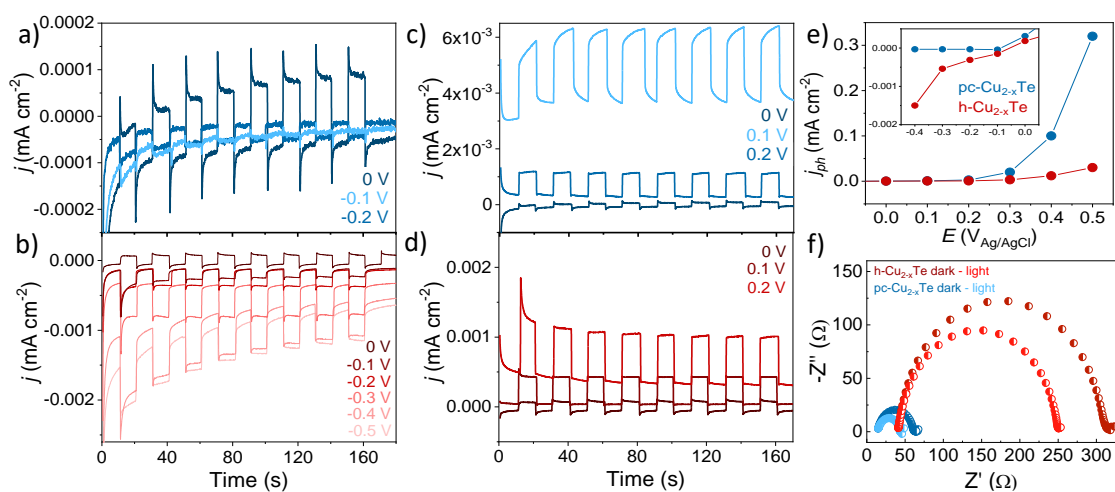 a)
j (mA cm-2)
0.0002
0.0001
0.0000
-0.0001
-0.0002
0 V
-0.1 V
-0.2 V
b)
j (mA cm-2)
0.000
-0.001
-0.002
0 V
-0.1 V
-0.2 V
-0.3 V
-0.4 V
-0.5 V
0 40 80 120 160
Time (s)
c)
j (mA cm-2)
6x10-3
4x10-3
2x10-3
0
0 V
0.1 V
0.2 V
d)
j (mA cm-2)
0.002
0.001
0.000
0 V
0.1 V
0.2 V
0 40 80 120 160
Time (s)
e)
jph (mA cm-2)
0.3
0.2
0.1
0.0
0.000
-0.001
-0.002
pc-Cu2-xTe
h-Cu2-xTe
-0.4 -0.3 -0.2 -0.1 0.0
0.0 0.1 0.2 0.3 0.4 0.5
E (VAg/AgCl)
f)
-Z'' (Ω)
150
125
100
75
50
25
0
h-Cu2-xTe dark - light
pc-Cu2-xTe dark - light
0 50 100 150 200 250 300
Z' (Ω)